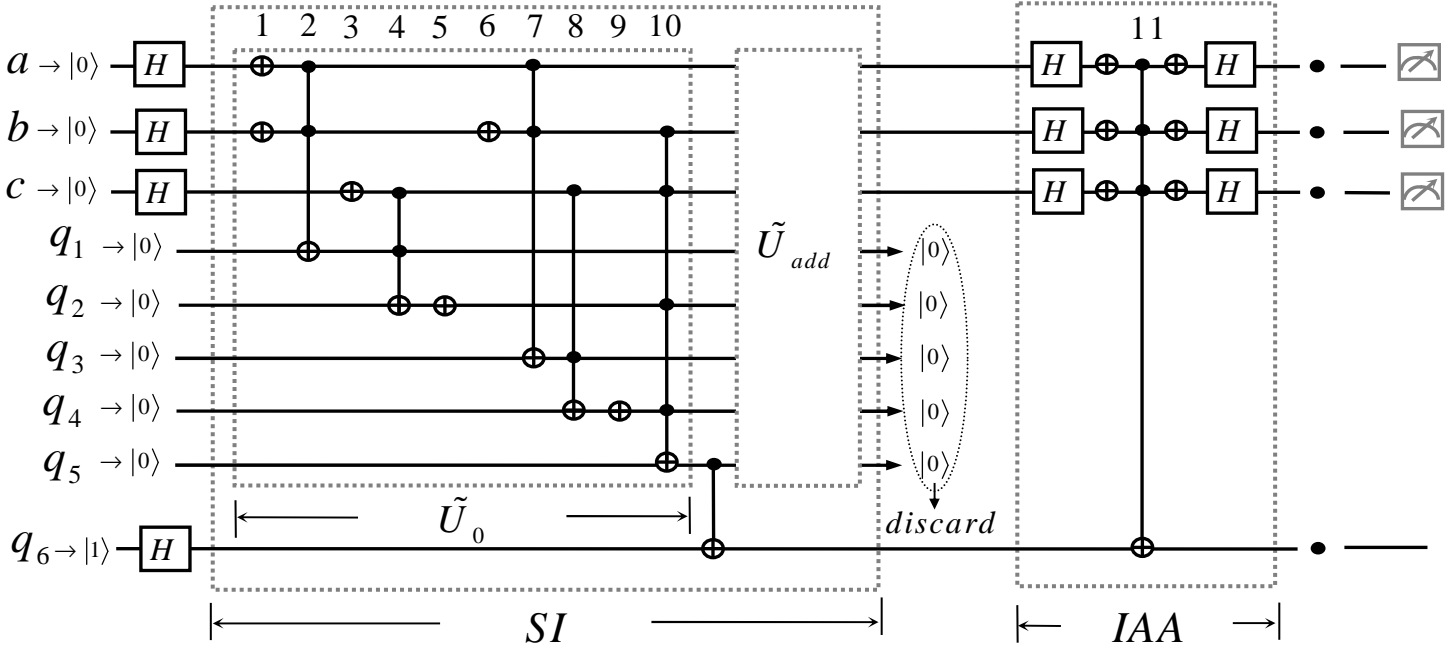 1 2 3 4 5 6 7 8 9 10 11
a → |0⟩ H H H
b → |0⟩ H H H
c → |0⟩ H H H
q₁ → |0⟩ |0⟩
Ũ_add
q₂ → |0⟩ |0⟩
q₃ → |0⟩ |0⟩
q₄ → |0⟩ |0⟩
q₅ → |0⟩ |0⟩
Ũ₀ discard
q₆ → |1⟩ H
SI IAA